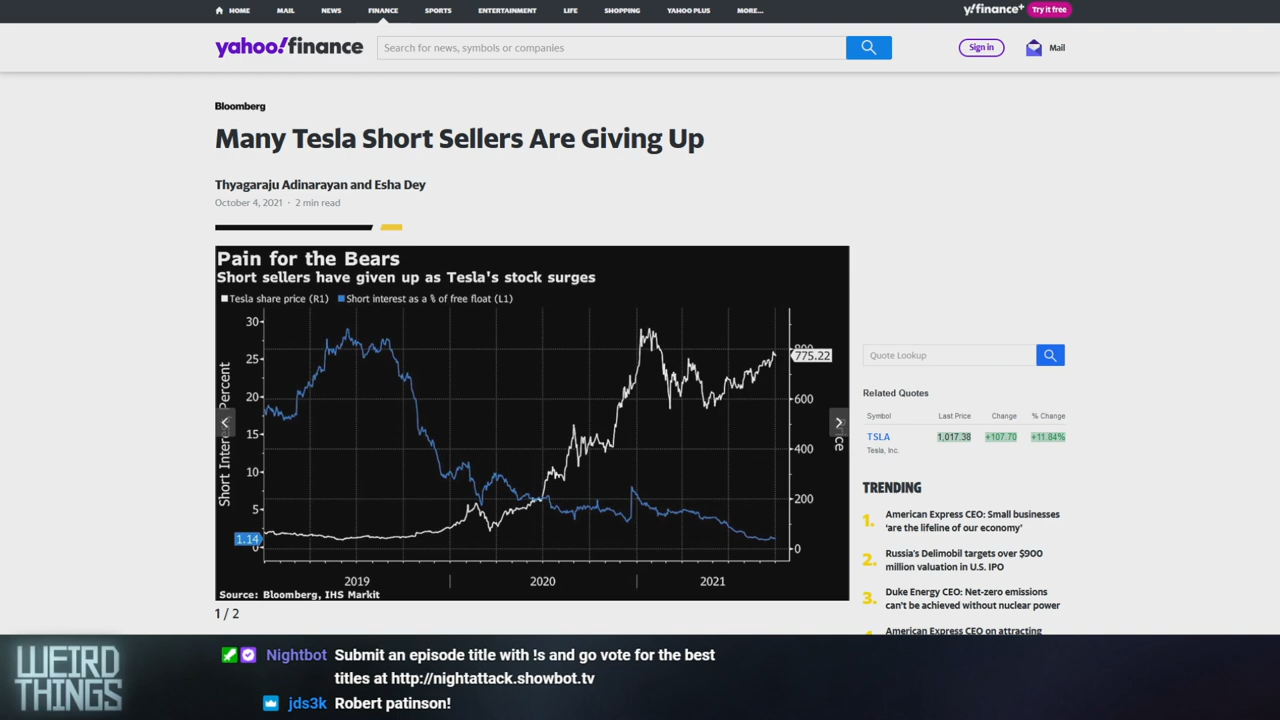 HOME MAIL NEWS FINANCE SPORTS ENTERTAINMENT LIFE SHOPPING YAHOO PLUS MORE... y!finance+ Try it free
yahoo!finance Search for news, symbols or companies Sign in Mail
Bloomberg
Many Tesla Short Sellers Are Giving Up
Thyagaraju Adinarayan and Esha Dey
October 4, 2021 · 2 min read
Pain for the Bears
Short sellers have given up as Tesla's stock surges
Tesla share price (R1) Short interest as a % of free float (L1)
30
25
20
15
10
5
0
1.14
775.22
600
400
200
0
2019 2020 2021
Source: Bloomberg, IHS Markit
1 / 2
Quote Lookup
Related Quotes
Symbol Last Price Change % Change
TSLA 1,017.38 +107.70 +11.84%
Tesla, Inc.
TRENDING
1. American Express CEO: Small businesses
'are the lifeline of our economy'
2. Russia's Delimobil targets over $900
million valuation in U.S. IPO
3. Duke Energy CEO: Net-zero emissions
can't be achieved without nuclear power
American Express CEO on attracting
WEIRD
THINGS
Nightbot Submit an episode title with !s and go vote for the best
titles at http://nightattack.showbot.tv
jds3k Robert patinson!